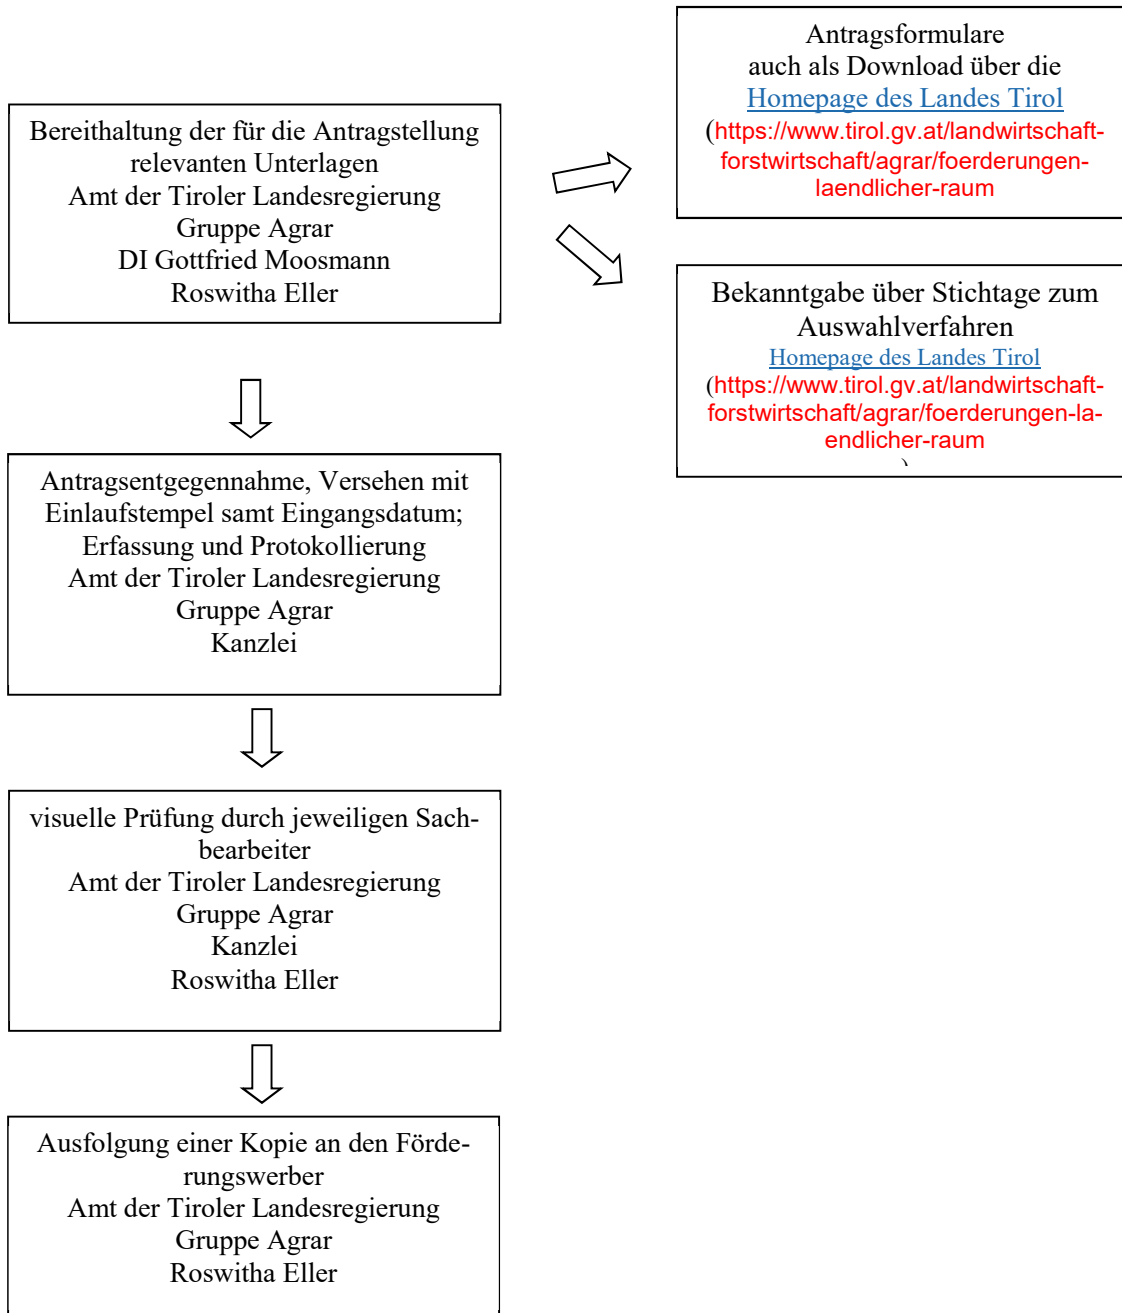 Bereithaltung der für die Antragstellung
relevanten Unterlagen
Amt der Tiroler Landesregierung
Gruppe Agrar
DI Gottfried Moosmann
Roswitha Eller
Antragsformulare
auch als Download über die
Homepage des Landes Tirol
(https://www.tirol.gv.at/landwirtschaft-
forstwirtschaft/agrar/foerderungen-
laendlicher-raum
Bekanntgabe über Stichtage zum
Auswahlverfahren
Homepage des Landes Tirol
(https://www.tirol.gv.at/landwirtschaft-
forstwirtschaft/agrar/foerderungen-la-
endlicher-raum
)
Antragsentgegennahme, Versehen mit
Einlaufstempel samt Eingangsdatum;
Erfassung und Protokollierung
Amt der Tiroler Landesregierung
Gruppe Agrar
Kanzlei
visuelle Prüfung durch jeweiligen Sach-
bearbeiter
Amt der Tiroler Landesregierung
Gruppe Agrar
Kanzlei
Roswitha Eller
Ausfolgung einer Kopie an den Förde-
rungswerber
Amt der Tiroler Landesregierung
Gruppe Agrar
Roswitha Eller